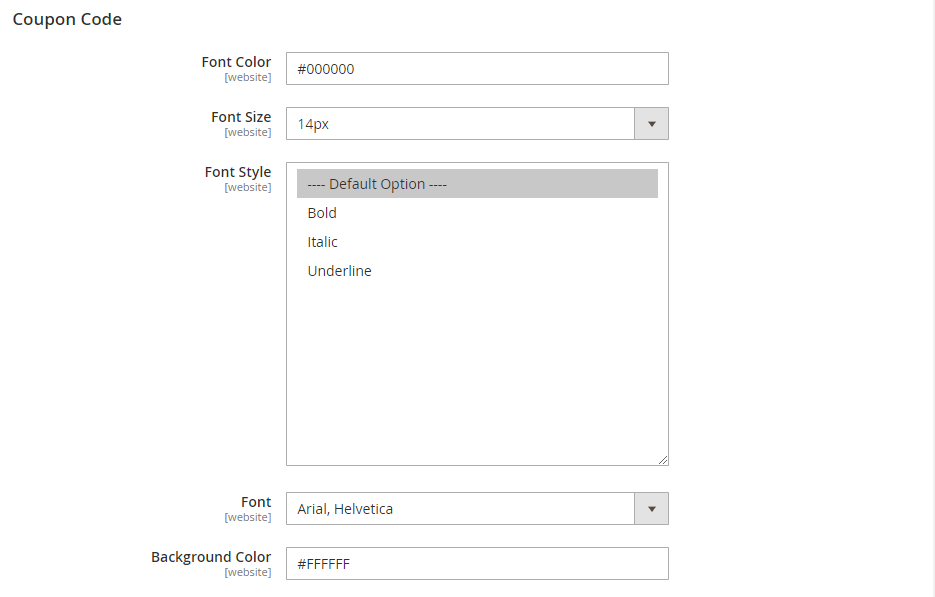 Coupon Code
Font Color
[website]
#000000
Font Size
[website]
14px
Font Style
[website]
---- Default Option ----
Bold
Italic
Underline
Font
[website]
Arial, Helvetica
Background Color
[website]
#FFFFFF